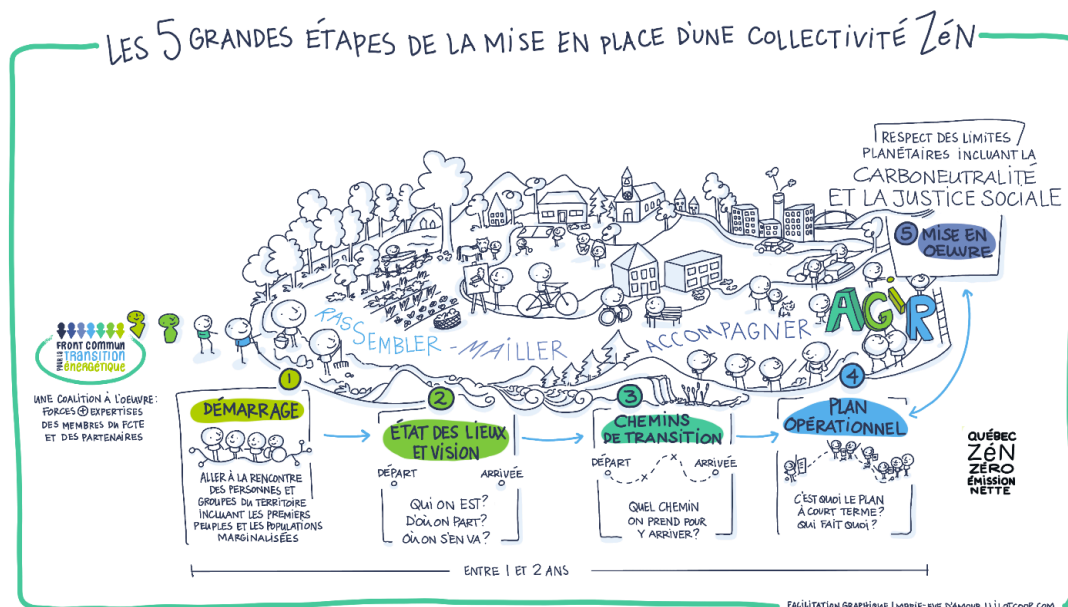 LES 5 GRANDES ÉTAPES DE LA MISE EN PLACE D'UNE COLLECTIVITÉ ZéN
RESPECT DES LIMITES
PLANÉTAIRES INCLUANT LA
CARBONEUTRALITÉ
ET LA JUSTICE SOCIALE
5 MISE EN
OEUVRE
RASSEMBLER - MAILLER
ACCOMPAGNER
AGIR
FRONT COMMUN
POUR LA
TRANSITION
ÉNERGÉTIQUE
UNE COALITION À L'OEUVRE:
FORCES + EXPERTISES
DES MEMBRES DU FCTE
ET DES PARTENAIRES
1
DÉMARRAGE
ALLER À LA RENCONTRE
DES PERSONNES ET
GROUPES DU TERRITOIRE
INCLUANT LES PREMIERS
PEUPLES ET LES POPULATIONS
MARGINALISÉES
2
ÉTAT DES LIEUX
ET VISION
DÉPART ARRIVÉE
QUI ON EST?
D'OÙ ON PART?
OÙ ON S'EN VA?
3
CHEMINS
DE TRANSITION
DÉPART ARRIVÉE
QUEL CHEMIN
ON PREND POUR
Y ARRIVER?
4
PLAN
OPÉRATIONNEL
C'EST QUOI LE PLAN
À COURT TERME?
QUI FAIT QUOI?
QUÉBEC
ZéN
ZÉRO
ÉMISSION
NETTE
ENTRE 1 ET 2 ANS
FACILITATION GRAPHIQUE | MARIE-EVE D'AMOUR | LILOTCOOP.COM